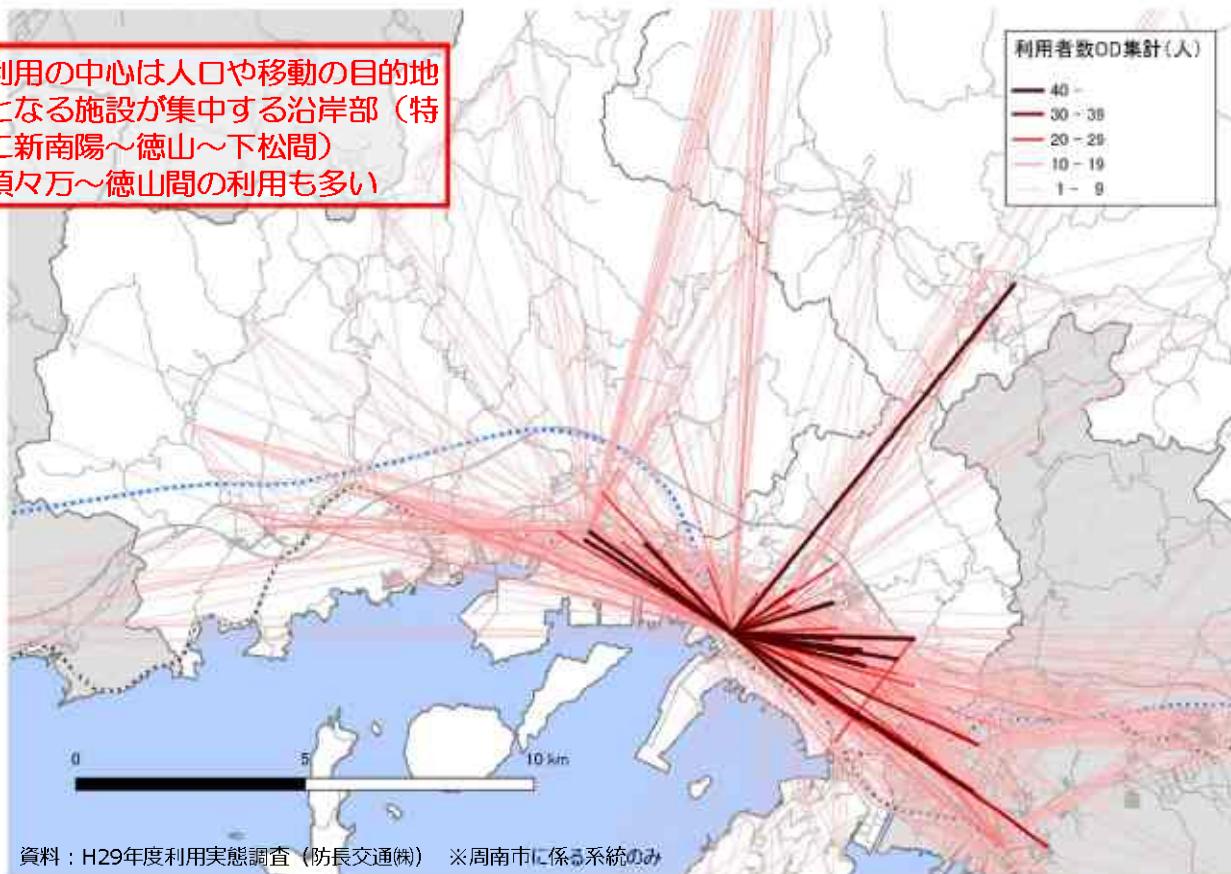 利用の中心は人口や移動の目的地
となる施設が集中する沿岸部（特
に新南陽～徳山～下松間）
須々万～徳山間の利用も多い
利用者数OD集計(人)
40 -
30 - 39
20 - 29
10 - 19
1 - 9
0 5 10 km
資料：H29年度利用実態調査（防長交通㈱） ※周南市に係る系統のみ